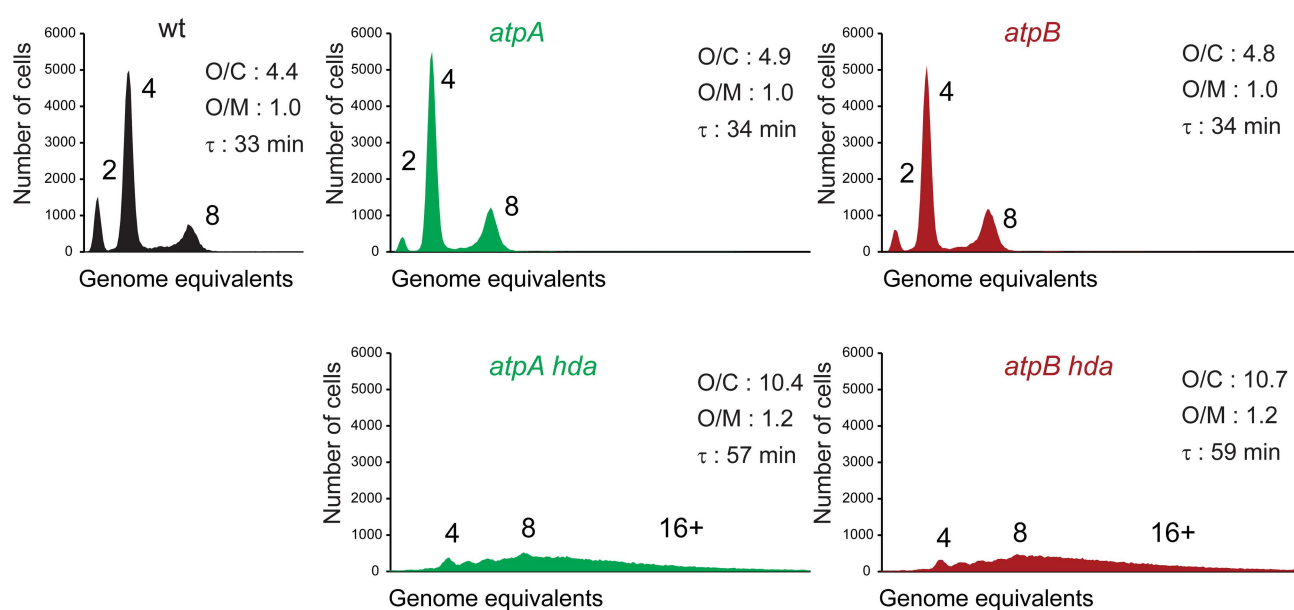 wt
Number of cells
6000
5000
4000
3000
2000
1000
0
2
4
8
O/C : 4.4
O/M : 1.0
τ : 33 min
Genome equivalents
atpA
Number of cells
6000
5000
4000
3000
2000
1000
0
2
4
8
O/C : 4.9
O/M : 1.0
τ : 34 min
Genome equivalents
atpB
Number of cells
6000
5000
4000
3000
2000
1000
0
2
4
8
O/C : 4.8
O/M : 1.0
τ : 34 min
Genome equivalents
atpA hda
Number of cells
6000
5000
4000
3000
2000
1000
0
4
8
16+
O/C : 10.4
O/M : 1.2
τ : 57 min
Genome equivalents
atpB hda
Number of cells
6000
5000
4000
3000
2000
1000
0
4
8
16+
O/C : 10.7
O/M : 1.2
τ : 59 min
Genome equivalents